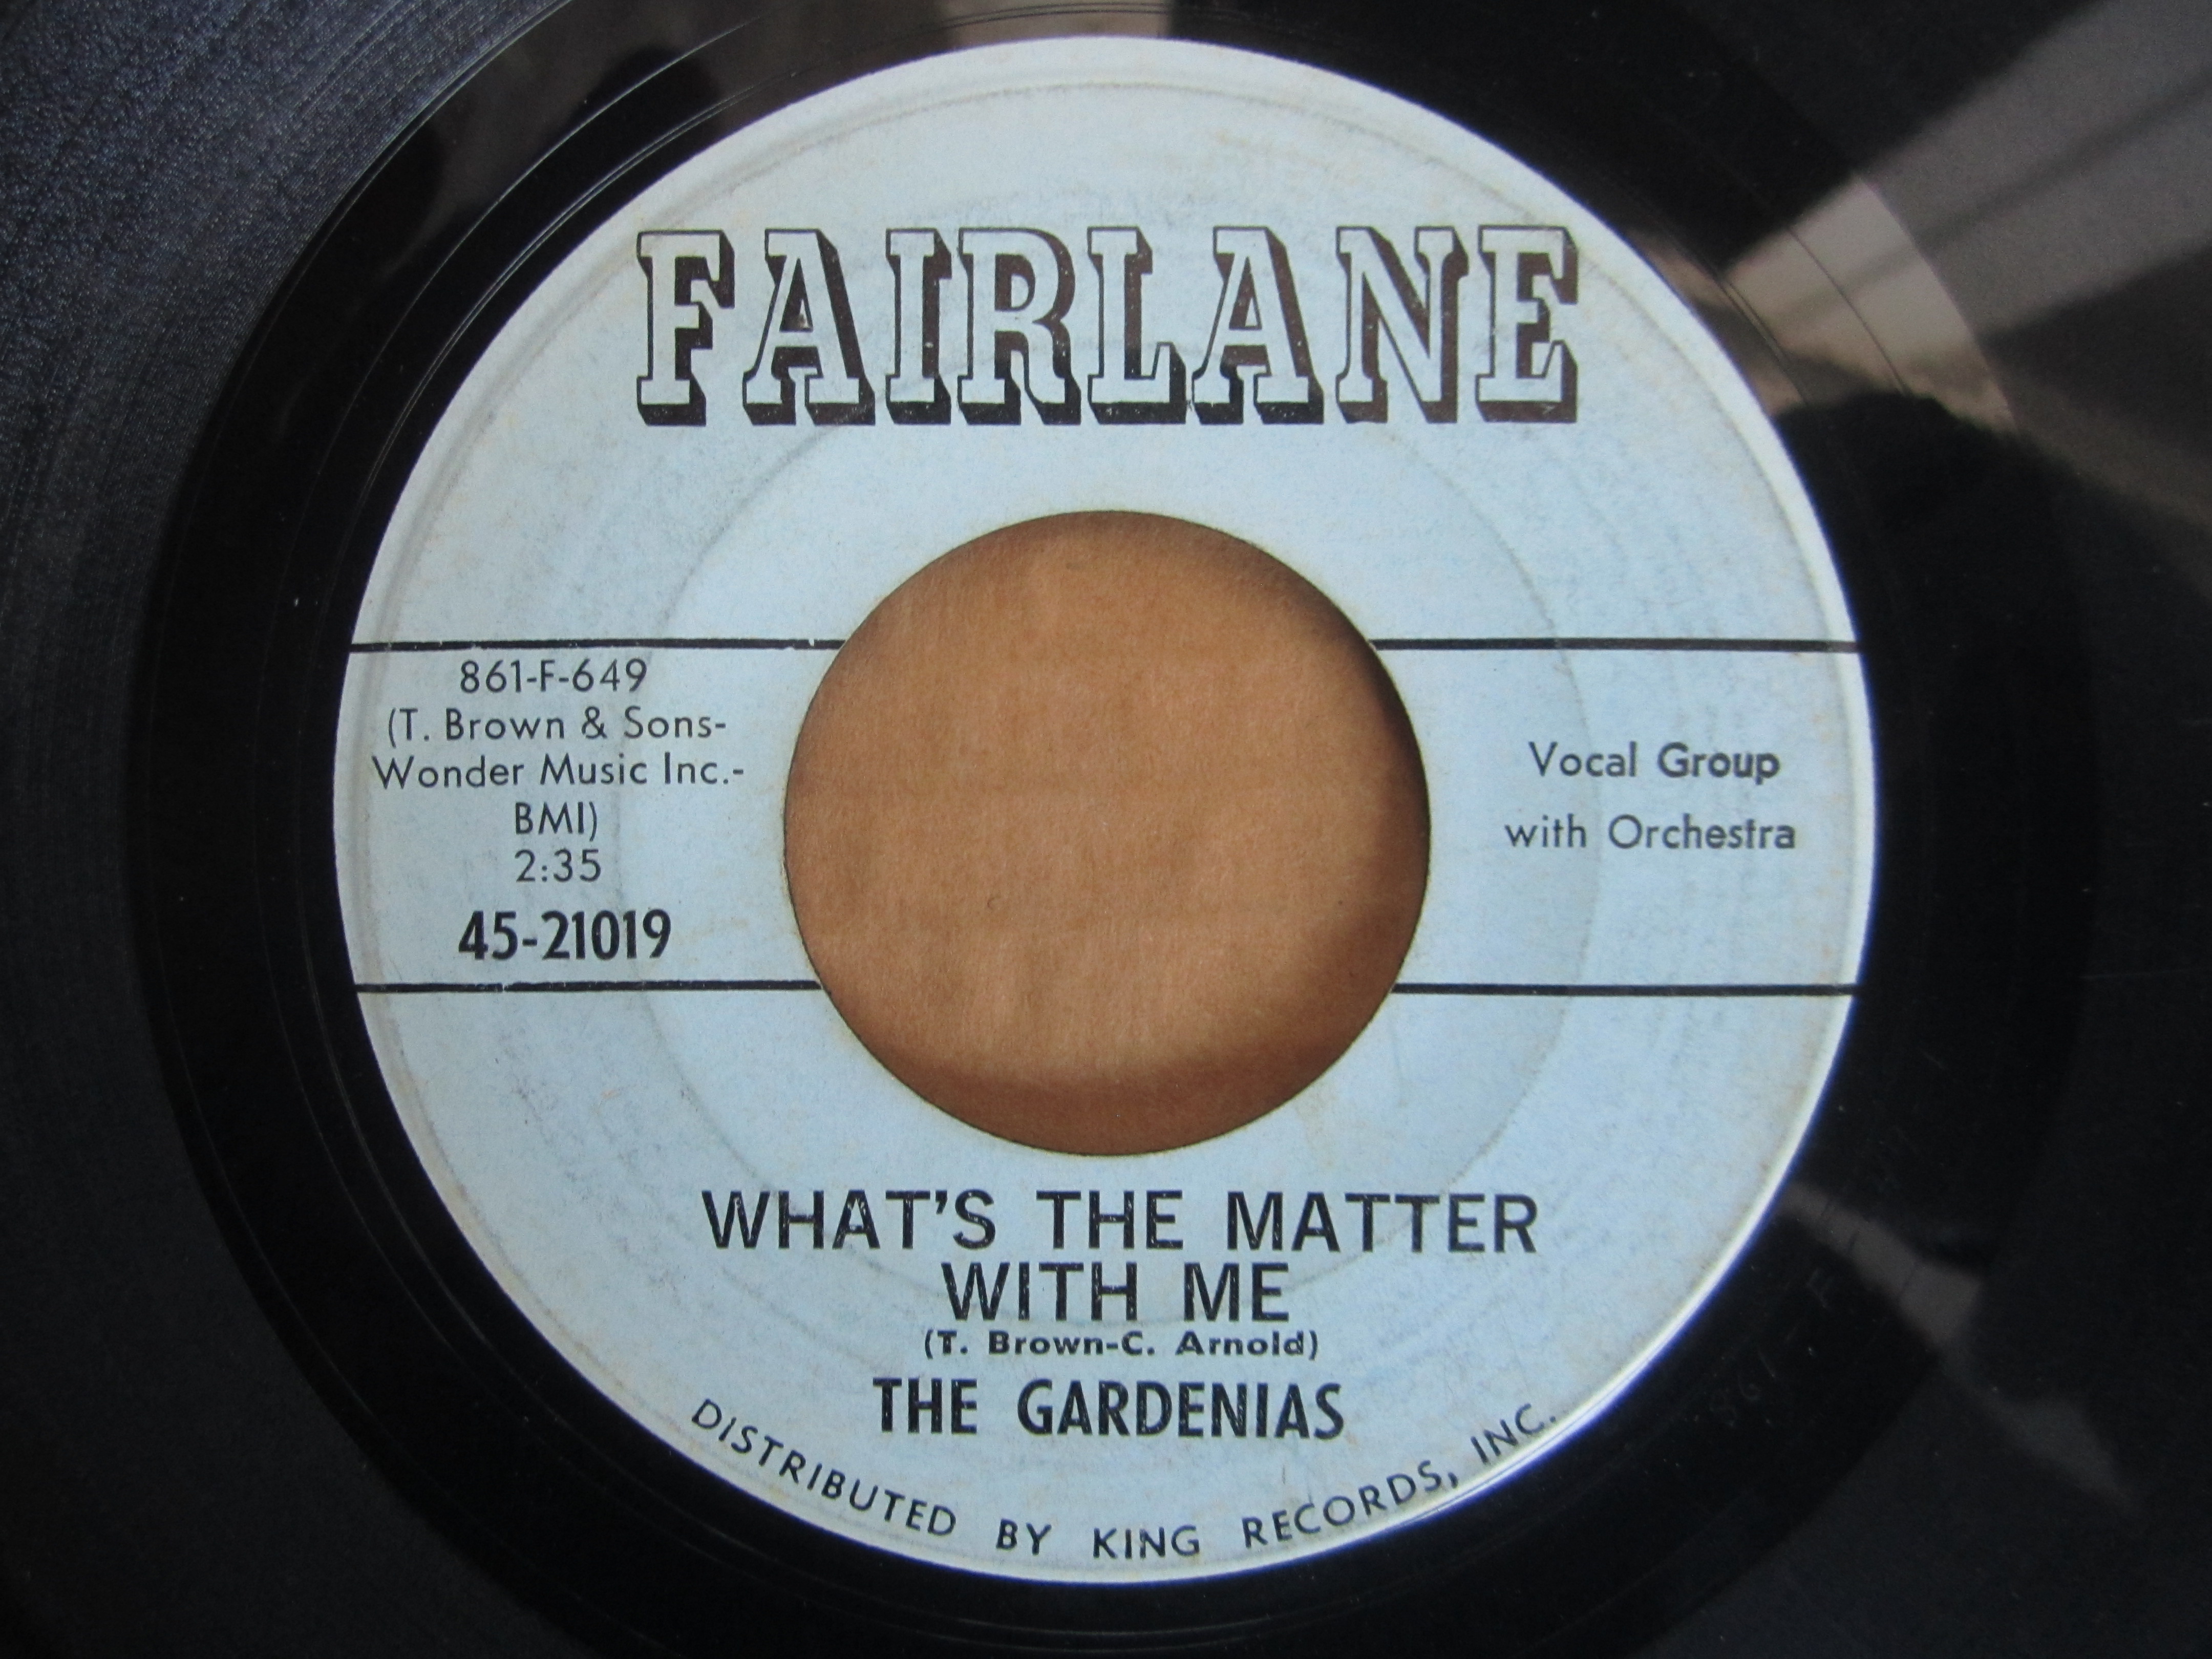 FAIRLANE
861-F-649
(T. Brown & Sons-
Wonder Music Inc.-
BMI)
2:35
45-21019
Vocal Group
with Orchestra
WHAT'S THE MATTER
WITH ME
(T. Brown-C. Arnold)
THE GARDENIAS
DISTRIBUTED BY KING RECORDS, INC.